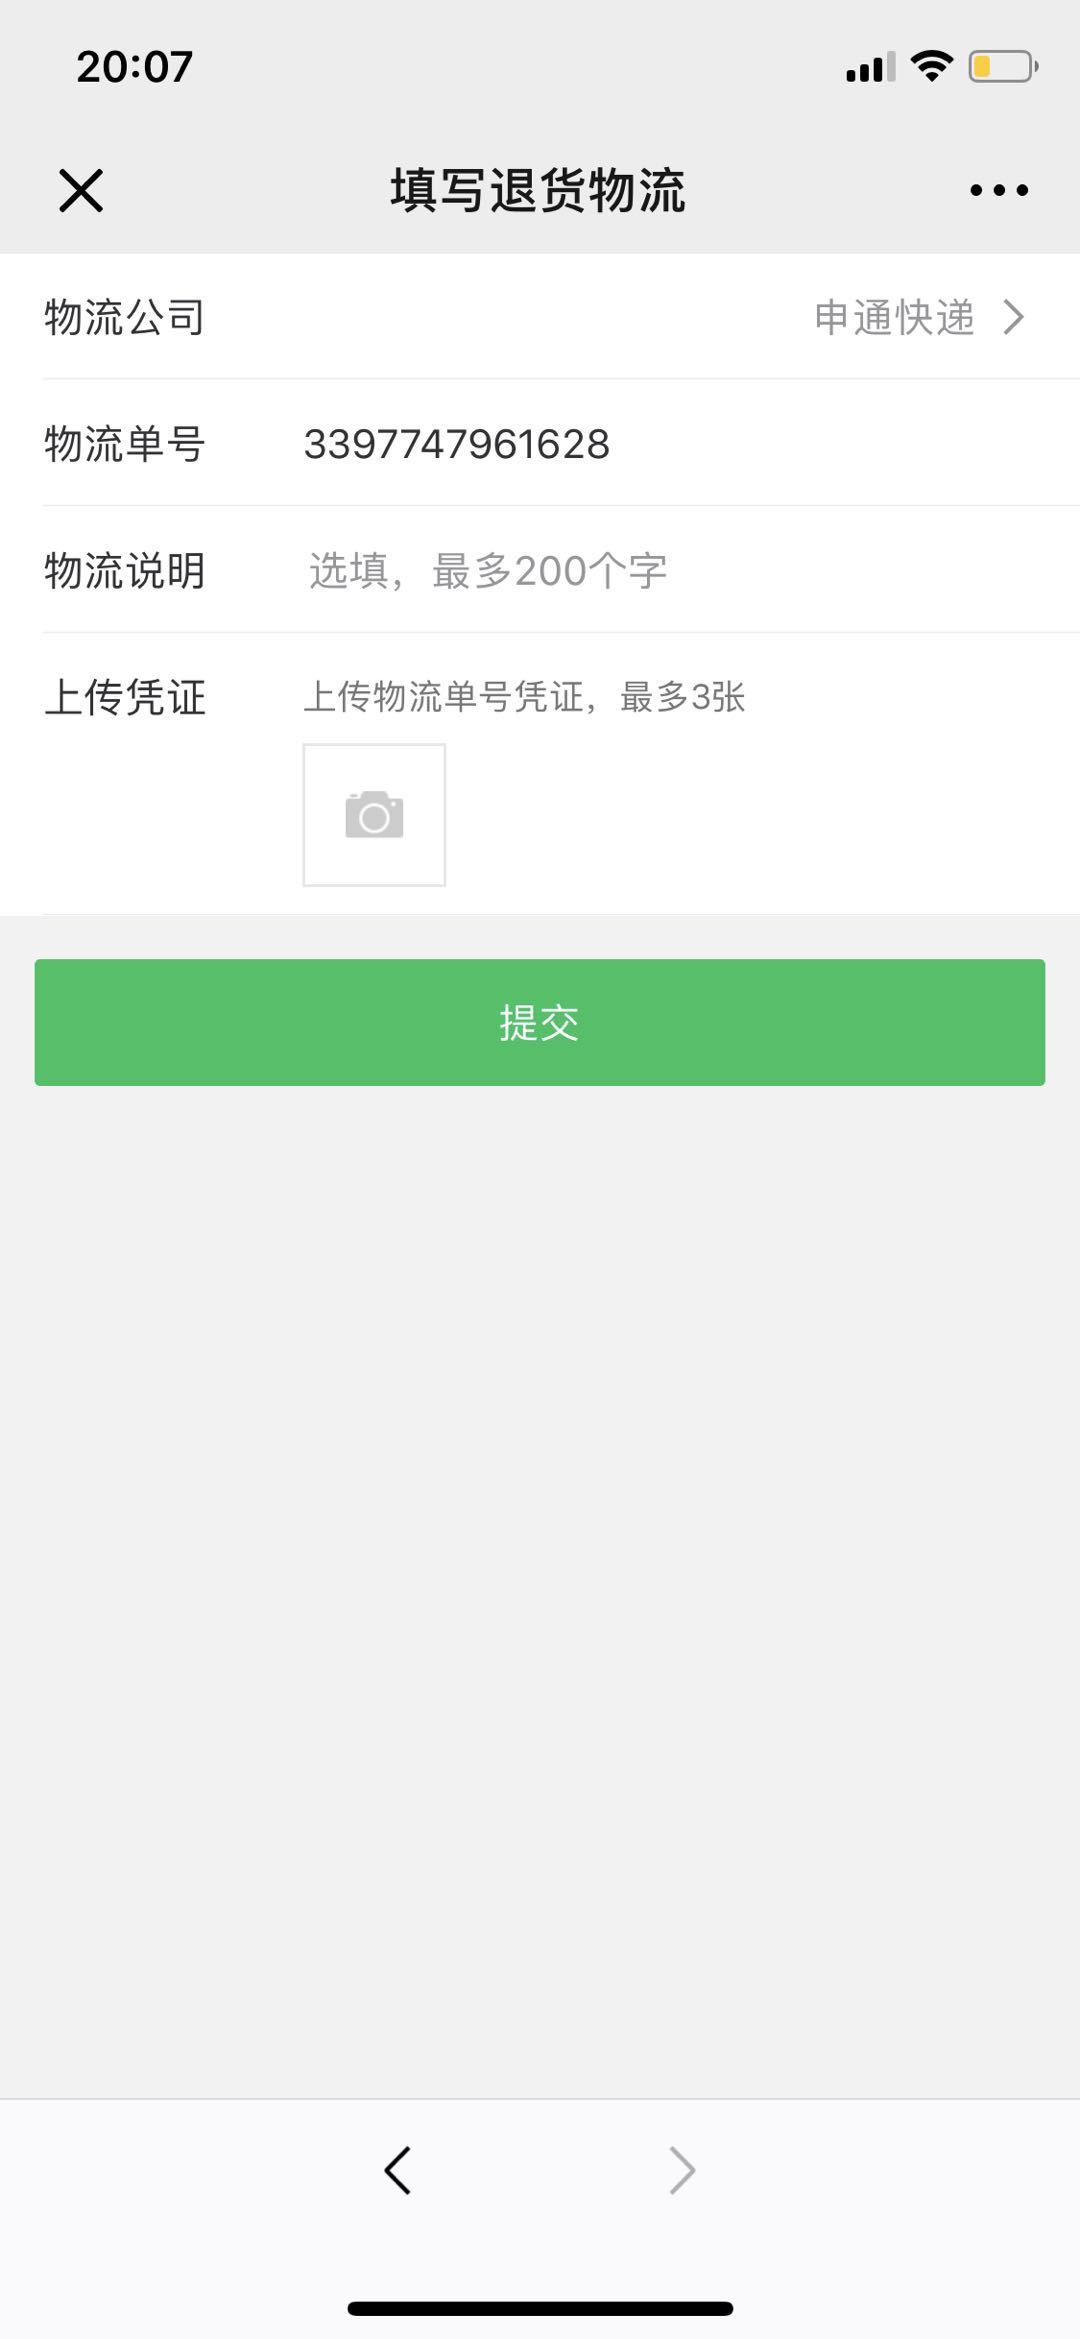 20:07
填写退货物流
物流公司 申通快递
物流单号 3397747961628
物流说明 选填，最多200个字
上传凭证 上传物流单号凭证，最多3张
提交